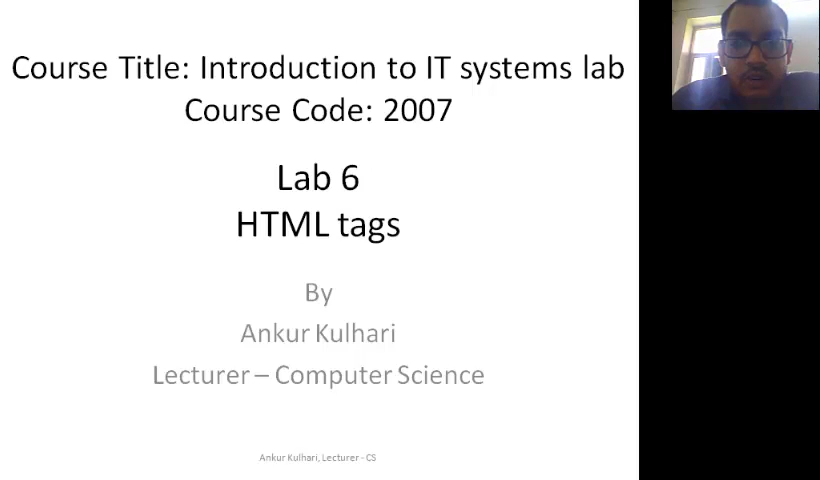 Course Title: Introduction to IT systems lab
Course Code: 2007
Lab 6
HTML tags
By
Ankur Kulhari
Lecturer – Computer Science
Ankur Kulhari, Lecturer - CS